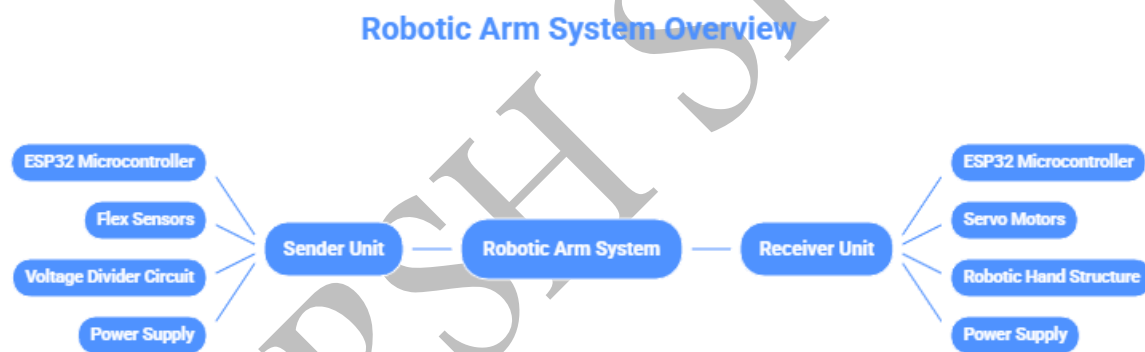 Robotic Arm System Overview
ESP32 Microcontroller
Flex Sensors
Voltage Divider Circuit
Power Supply
Sender Unit
Robotic Arm System
Receiver Unit
ESP32 Microcontroller
Servo Motors
Robotic Hand Structure
Power Supply